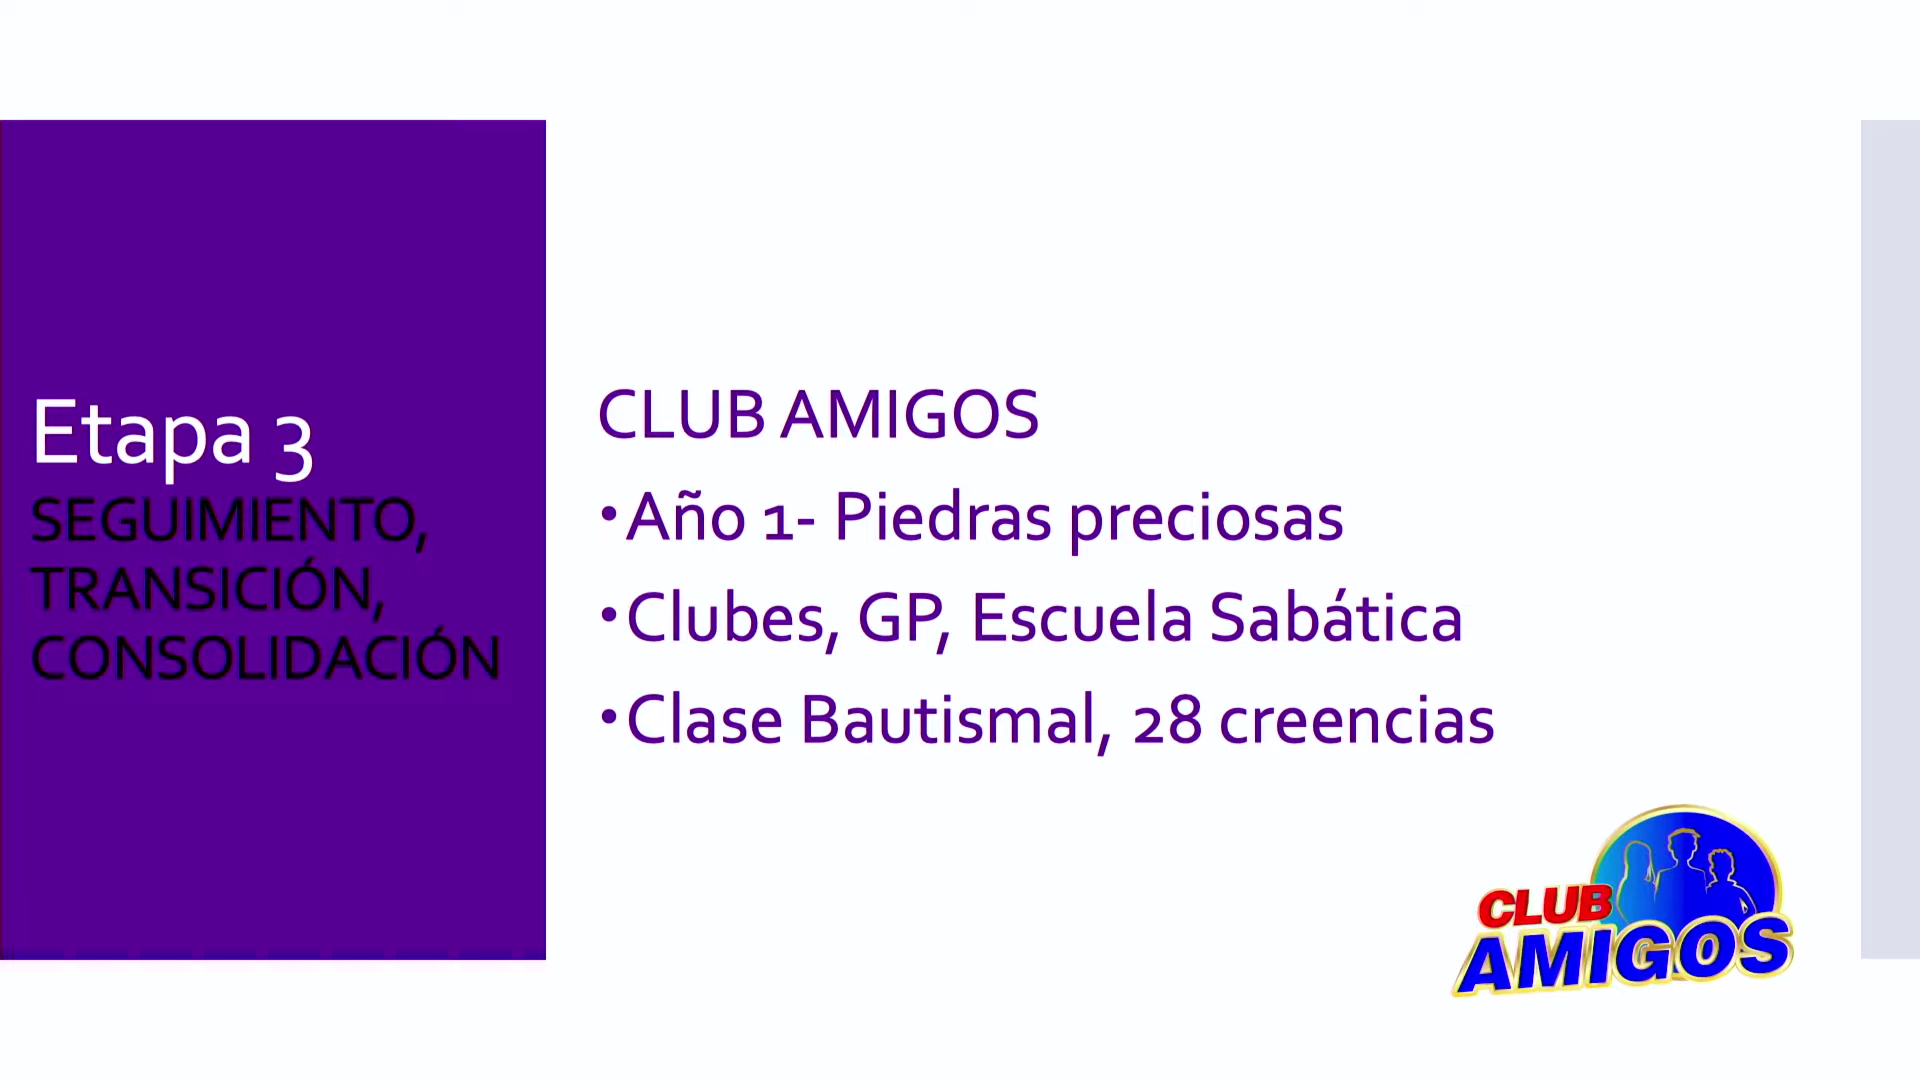 Etapa 3
SEGUIMIENTO,
TRANSICIÓN,
CONSOLIDACIÓN
CLUB AMIGOS
•Año 1- Piedras preciosas
•Clubes, GP, Escuela Sabática
•Clase Bautismal, 28 creencias
CLUB
AMIGOS